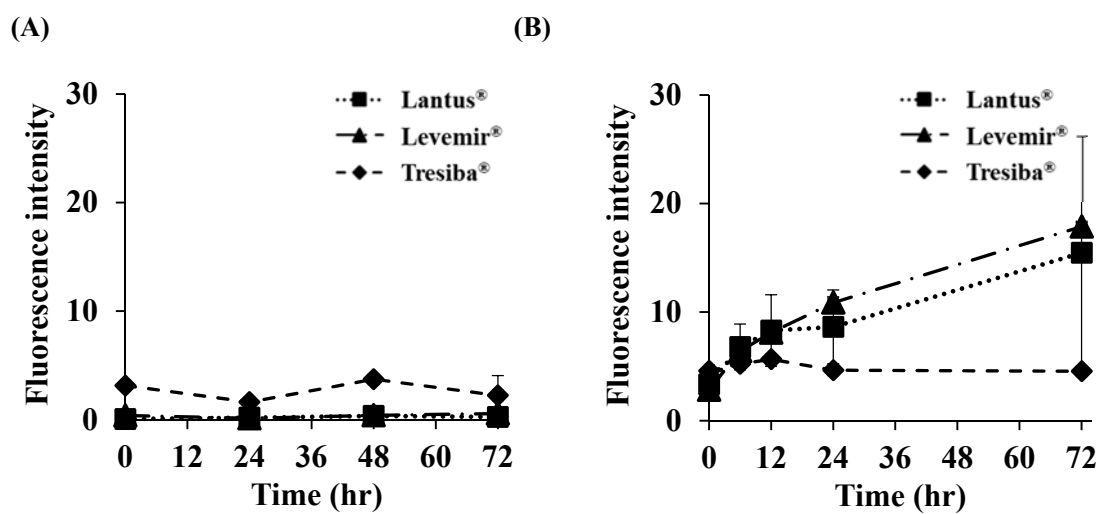 (A)
Fluorescence intensity
30
20
10
0
Lantus®
Levemir®
Tresiba®
0 12 24 36 48 60 72
Time (hr)
(B)
Fluorescence intensity
30
20
10
0
Lantus®
Levemir®
Tresiba®
0 12 24 36 48 60 72
Time (hr)